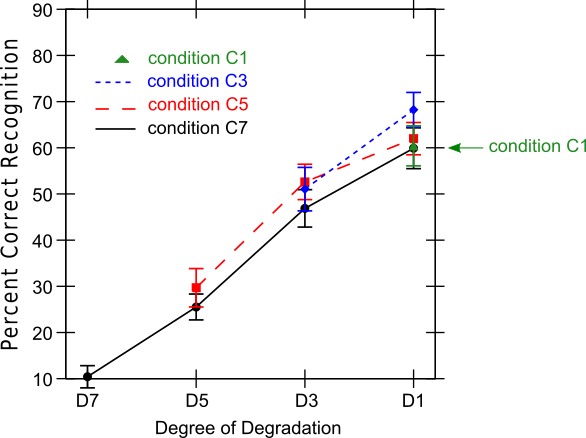 90
80
70
60
50
40
30
20
10
Percent Correct Recognition
condition C1
condition C3
condition C5
condition C7
condition C1
D7 D5 D3 D1
Degree of Degradation